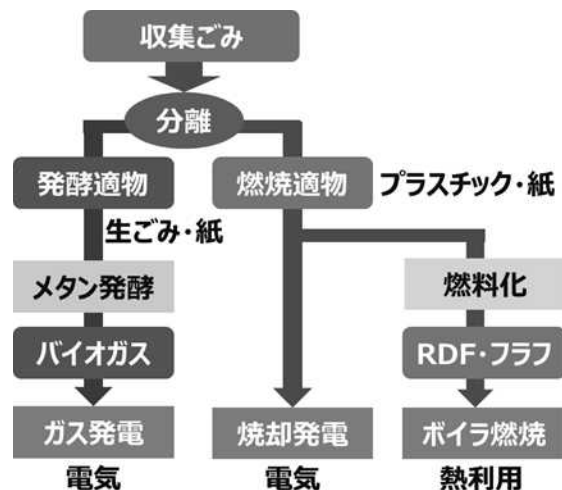 収集ごみ
分離
発酵適物
燃焼適物
プラスチック・紙
生ごみ・紙
メタン発酵
燃料化
バイオガス
RDF・フラフ
ガス発電
焼却発電
ボイラ燃焼
電気
電気
熱利用